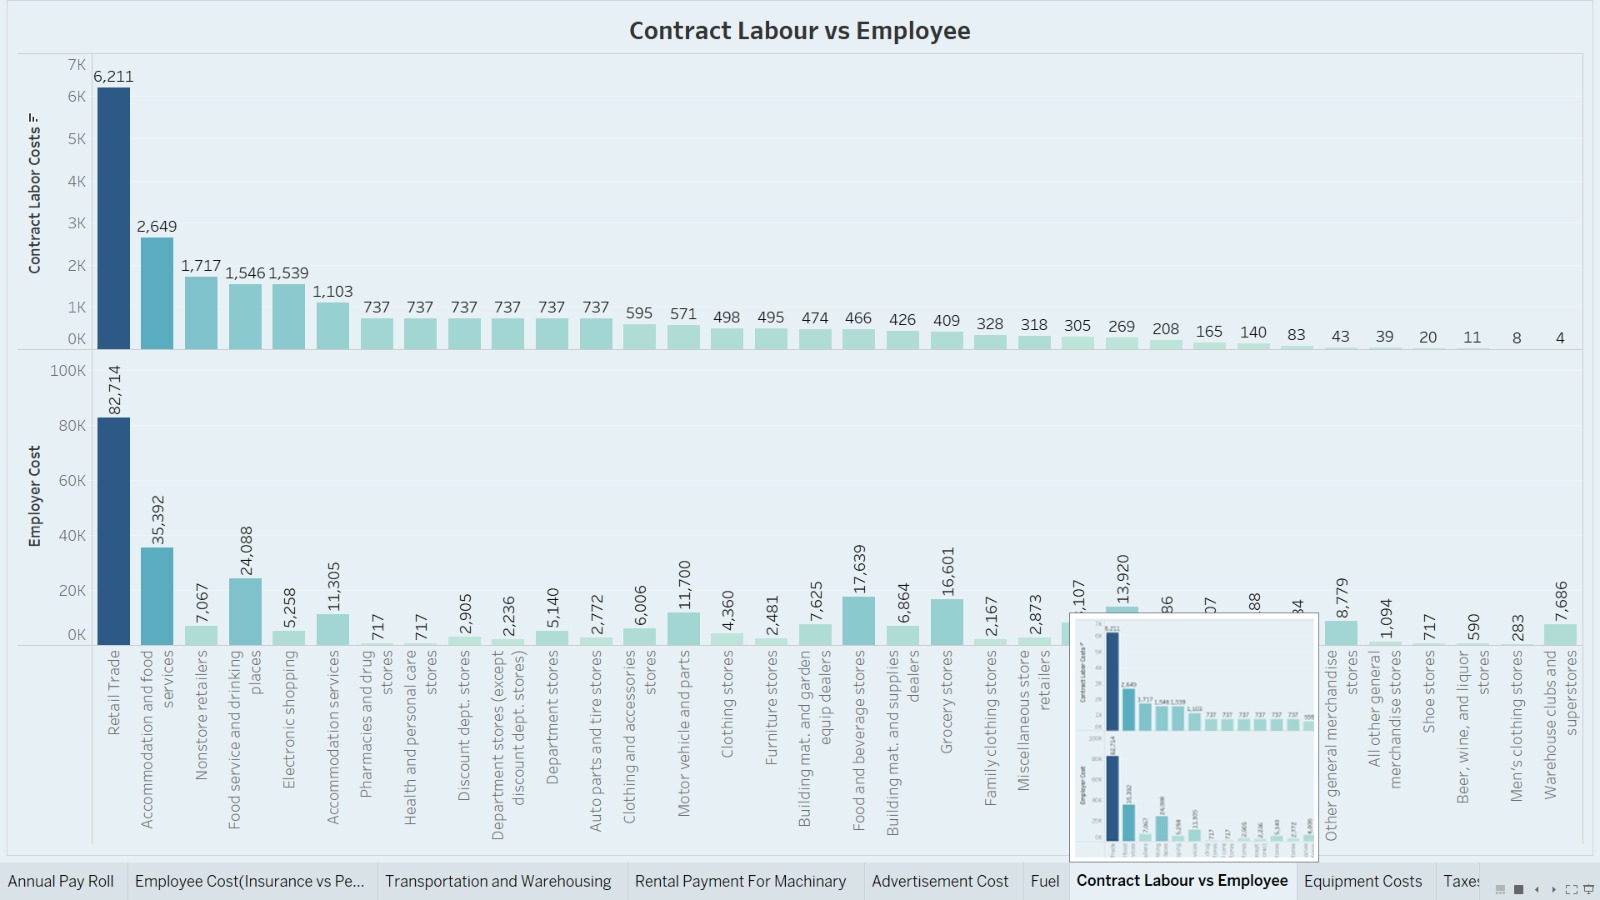 Contract Labour vs Employee
Contract Labor Costs
7K
6K
5K
4K
3K
2K
1K
0K
6,211
2,649
1,717
1,546
1,539
1,103
737
737
737
737
737
737
595
571
498
495
474
466
426
409
328
318
305
269
208
165
140
83
43
39
20
11
8
4
Employer Cost
100K
80K
60K
40K
20K
0K
82,714
35,392
7,067
24,088
5,258
11,305
717
717
2,905
2,236
5,140
2,772
6,006
11,700
4,360
2,481
7,625
17,639
6,864
16,601
2,167
2,873
13,920
8,779
1,094
717
590
283
7,686
Retail Trade
Accommodation and food
services
Nonstore retailers
Food service and drinking
places
Electronic shopping
Accommodation services
Pharmacies and drug
stores
Health and personal care
stores
Discount dept. stores
Department stores (except
discount dept. stores)
Department stores
Auto parts and tire stores
Clothing and accessories
stores
Motor vehicle and parts
Clothing stores
Furniture stores
Building mat. and garden
equip dealers
Food and beverage stores
Building mat. and supplies
dealers
Grocery stores
Family clothing stores
Miscellaneous store
retailers
Other general merchandise
stores
All other general
merchandise stores
Shoe stores
Beer, wine, and liquor
stores
Men's clothing stores
Warehouse clubs and
superstores
Annual Pay Roll
Employee Cost(Insurance vs Pe...
Transportation and Warehousing
Rental Payment For Machinary
Advertisement Cost
Fuel
Contract Labour vs Employee
Equipment Costs